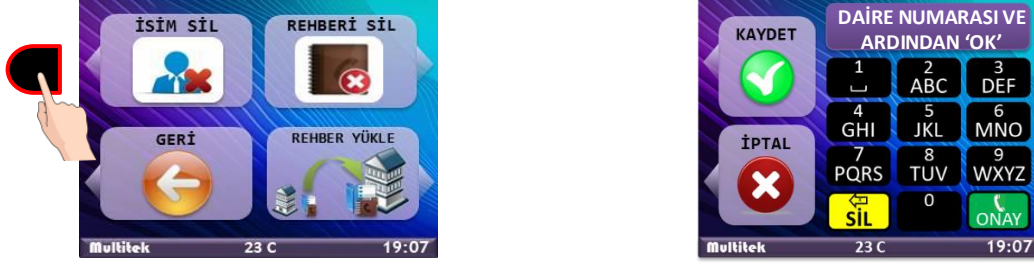 İSİM SİL
REHBERİ SİL
GERİ
REHBER YÜKLE
Multitek 23 C 19:07
KAYDET
İPTAL
DAİRE NUMARASI VE
ARDINDAN ‘OK’
1 2 3
ABC DEF
4 5 6
GHI JKL MNO
7 8 9
PQRS TUV WXYZ
SİL 0 ONAY
Multitek 23 C 19:07